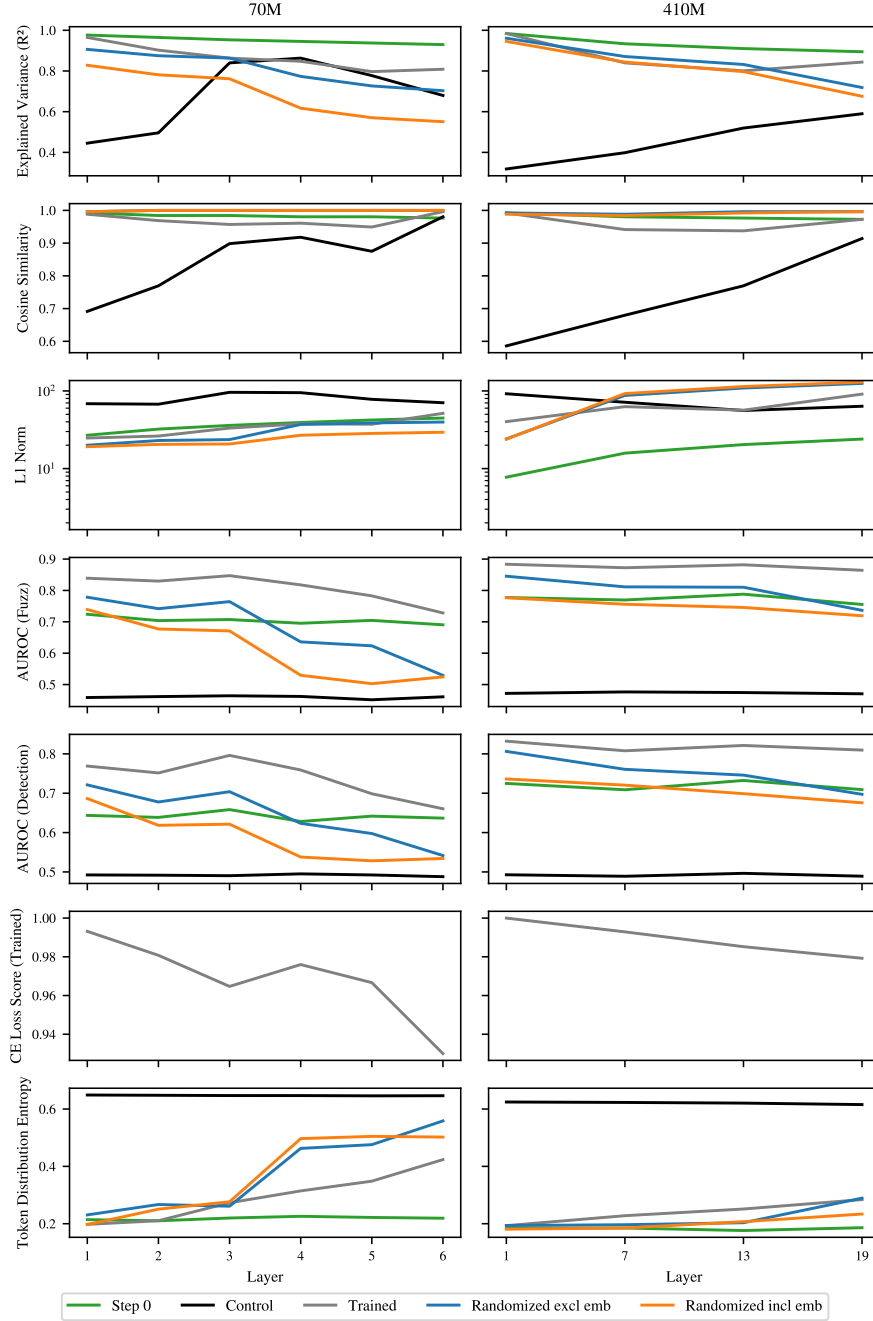 70M
410M
Explained Variance (R²)
1.0
0.8
0.6
0.4
Cosine Similarity
1.0
0.9
0.8
0.7
0.6
L1 Norm
10²
10¹
AUROC (Fuzz)
0.9
0.8
0.7
0.6
0.5
AUROC (Detection)
0.8
0.7
0.6
0.5
CE Loss Score (Trained)
1.00
0.98
0.96
0.94
Token Distribution Entropy
0.6
0.4
0.2
1 2 3 4 5 6
1 7 13 19
Layer
Layer
Step 0 Control Trained Randomized excl emb Randomized incl emb